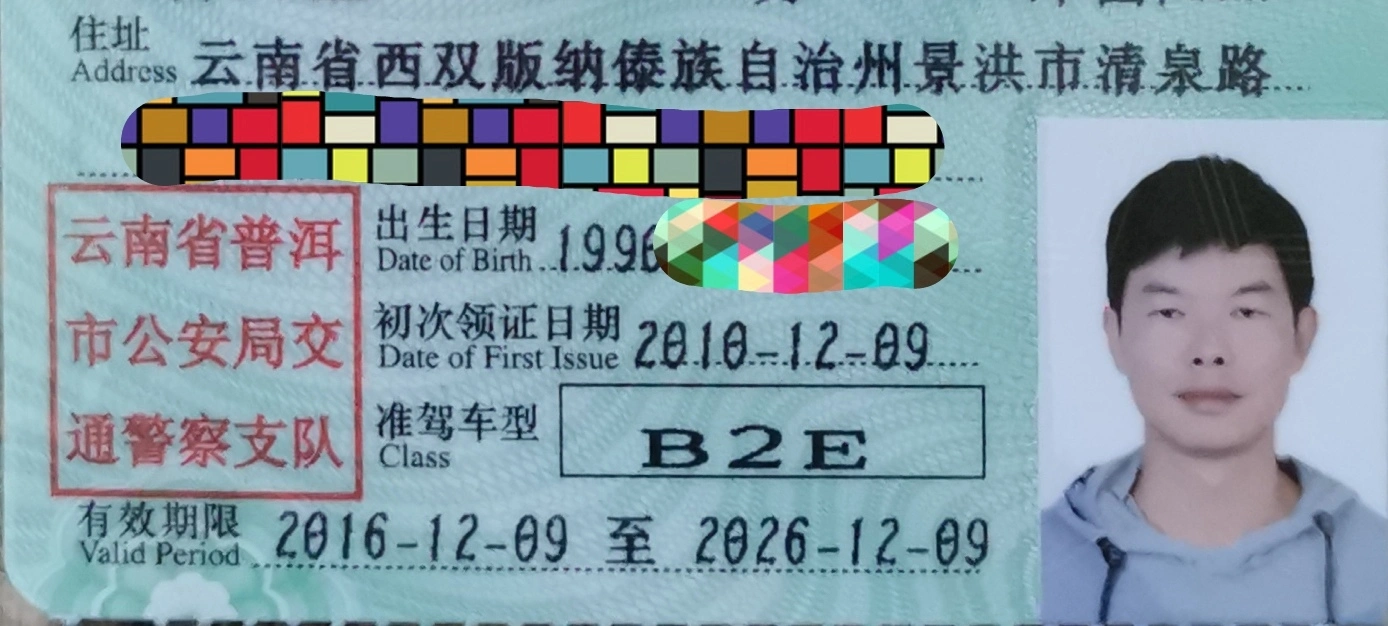 住址
Address 云南省西双版纳傣族自治州景洪市清泉路
云南省普洱
市公安局交
通警察支队
出生日期
Date of Birth 199
初次领证日期
Date of First Issue 2010-12-09
准驾车型
Class B2E
有效期限
Valid Period 2016-12-09 至 2026-12-09